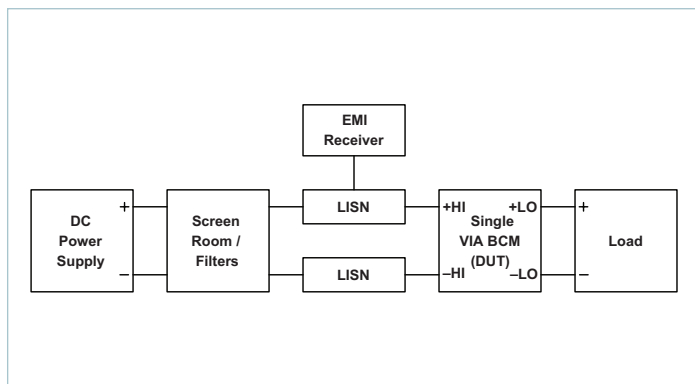 EMI
Receiver
DC
Power
Supply
+
−
Screen
Room /
Filters
LISN
LISN
+HI
−HI
Single
VIA BCM
(DUT)
+LO
−LO
+
−
Load